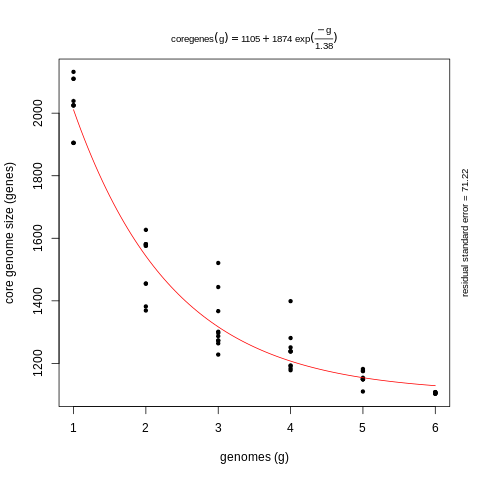 coregenes(g) = 1105 + 1874 exp(−g/1.38)
2000
1800
1600
1400
1200
core genome size (genes)
1 2 3 4 5 6
genomes (g)
residual standard error = 71.22